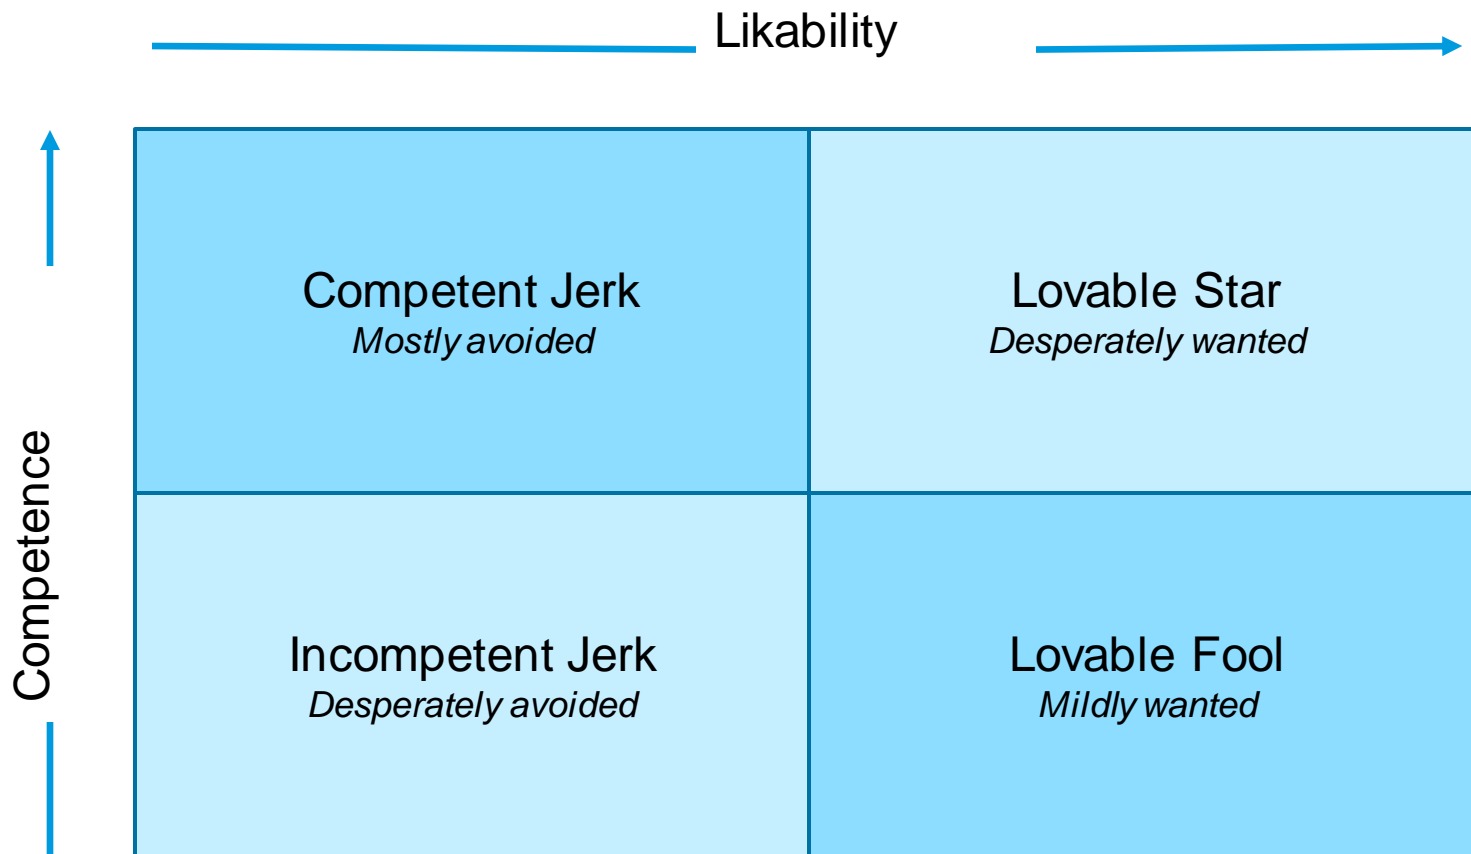 Likability
Competent Jerk
Mostly avoided
Lovable Star
Desperately wanted
Competence
Incompetent Jerk
Desperately avoided
Lovable Fool
Mildly wanted